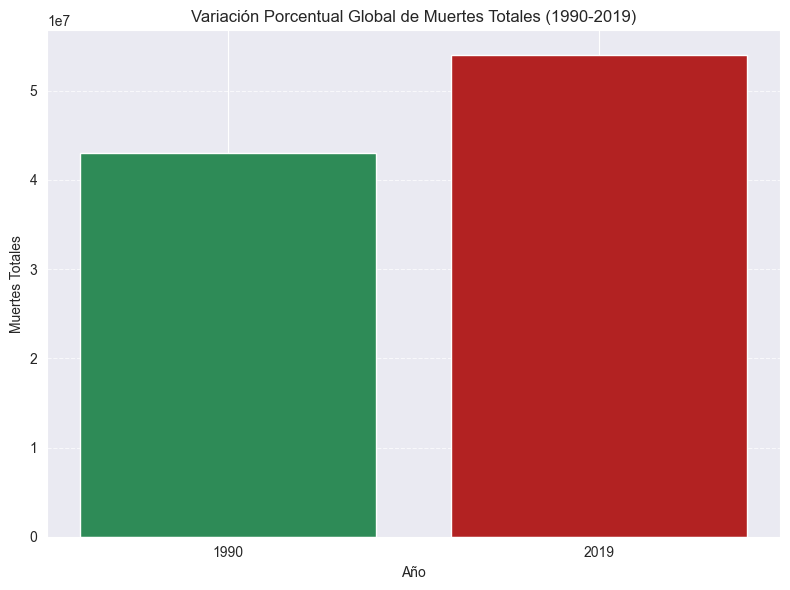 Variación Porcentual Global de Muertes Totales (1990-2019)
1e7
5
4
3
2
1
0
Muertes Totales
1990 2019
Año